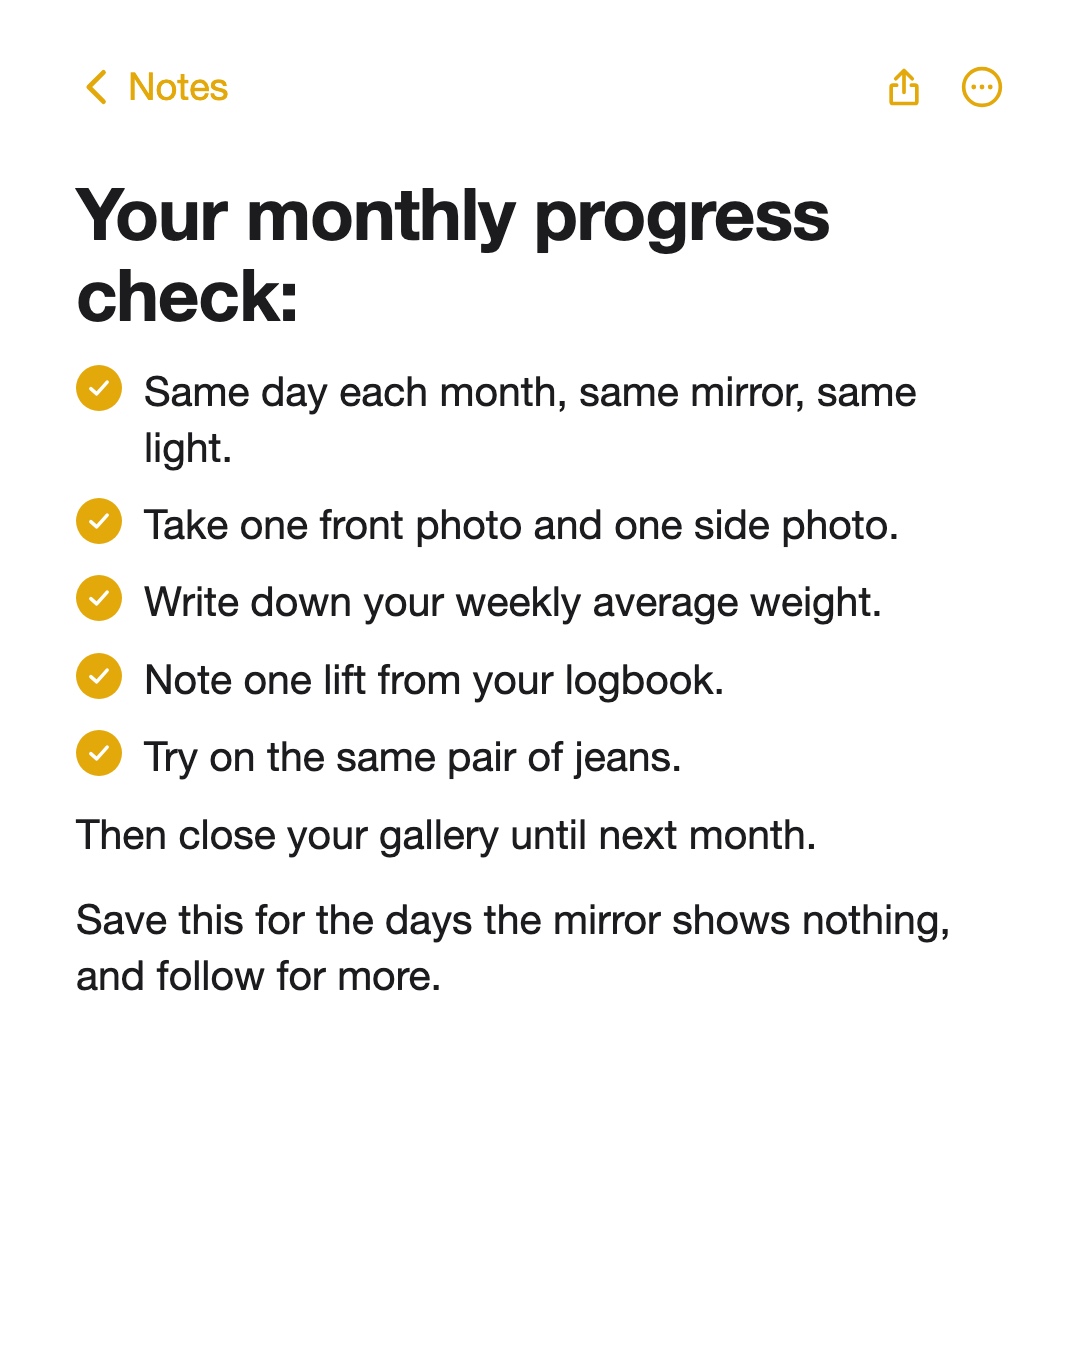 Notes
Your monthly progress
check:
Same day each month, same mirror, same
light.
Take one front photo and one side photo.
Write down your weekly average weight.
Note one lift from your logbook.
Try on the same pair of jeans.
Then close your gallery until next month.
Save this for the days the mirror shows nothing,
and follow for more.